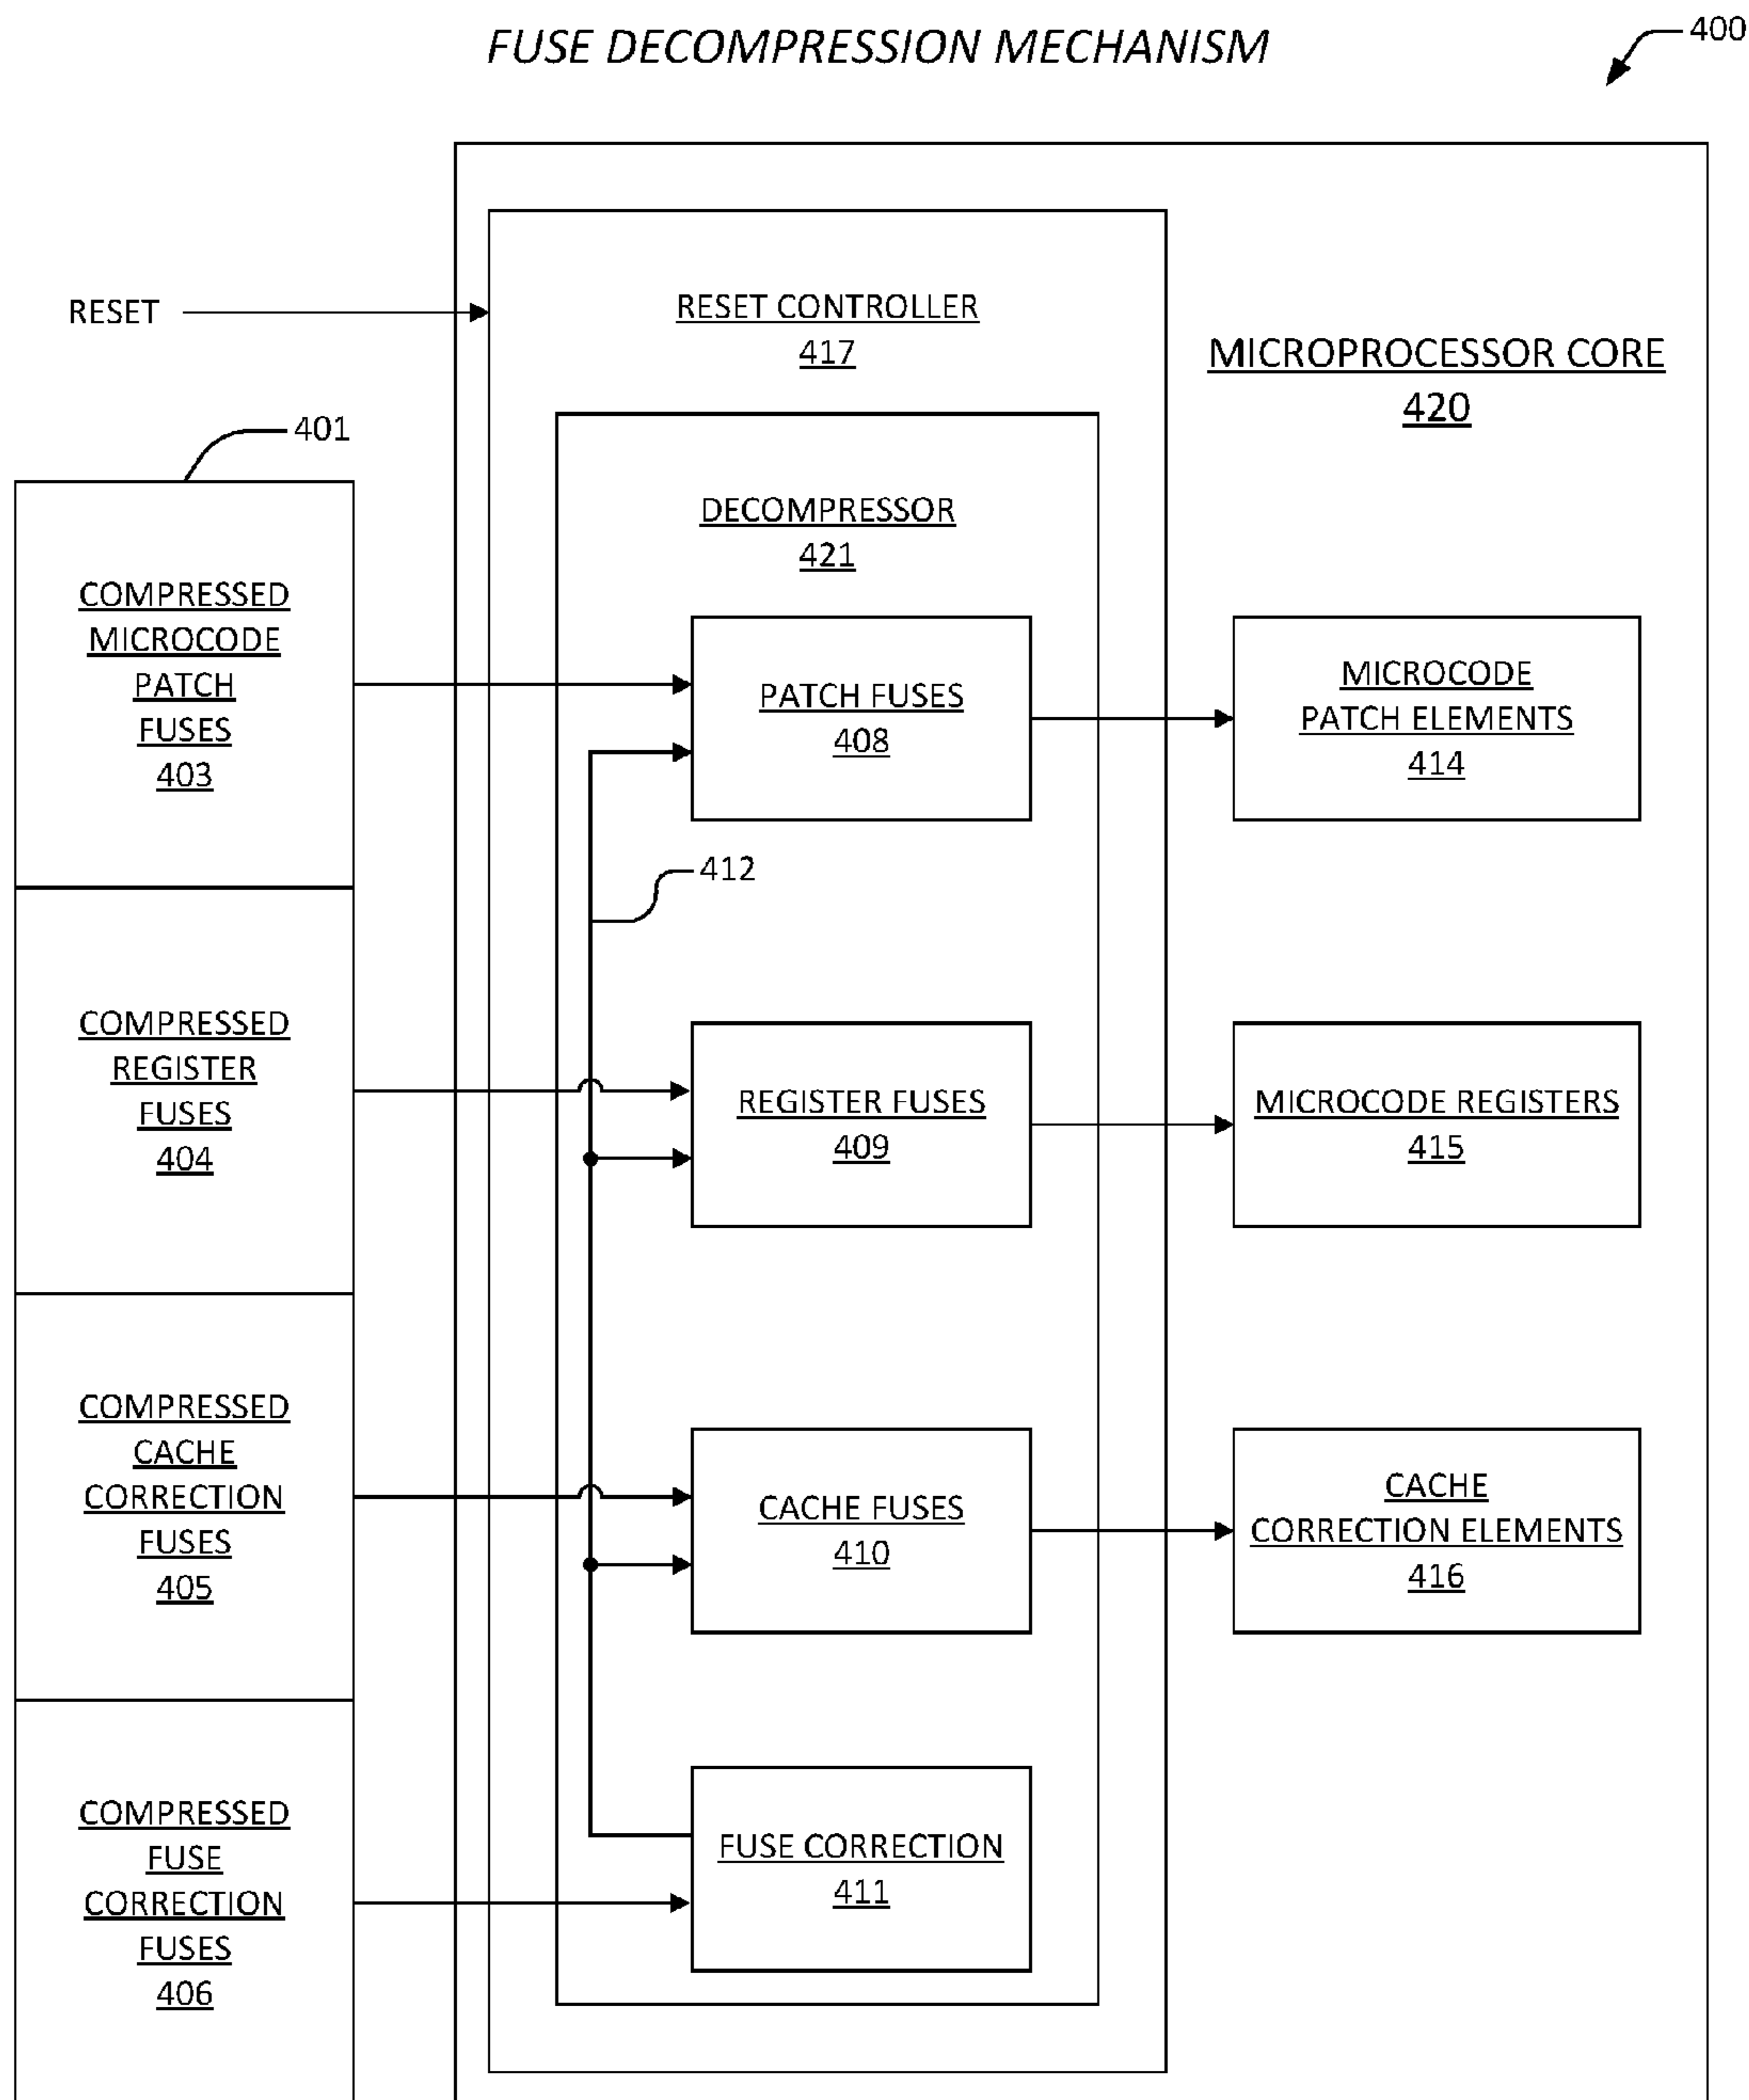 FUSE DECOMPRESSION MECHANISM
400
RESET
RESET CONTROLLER
417
MICROPROCESSOR CORE
420
401
DECOMPRESSOR
421
COMPRESSED
MICROCODE
PATCH
FUSES
403
PATCH FUSES
408
MICROCODE
PATCH ELEMENTS
414
412
COMPRESSED
REGISTER
FUSES
404
REGISTER FUSES
409
MICROCODE REGISTERS
415
COMPRESSED
CACHE
CORRECTION
FUSES
405
CACHE FUSES
410
CACHE
CORRECTION ELEMENTS
416
COMPRESSED
FUSE
CORRECTION
FUSES
406
FUSE CORRECTION
411